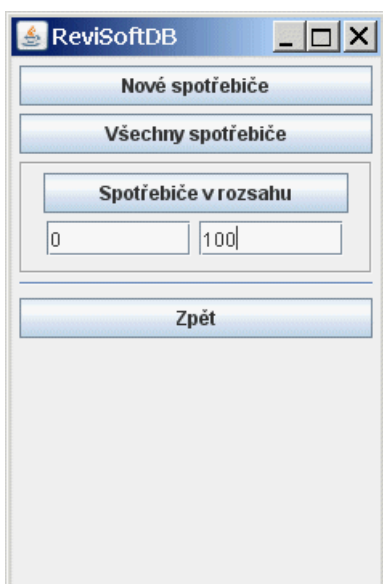 ReviSoftDB
Nové spotřebiče
Všechny spotřebiče
Spotřebiče v rozsahu
0 100
Zpět